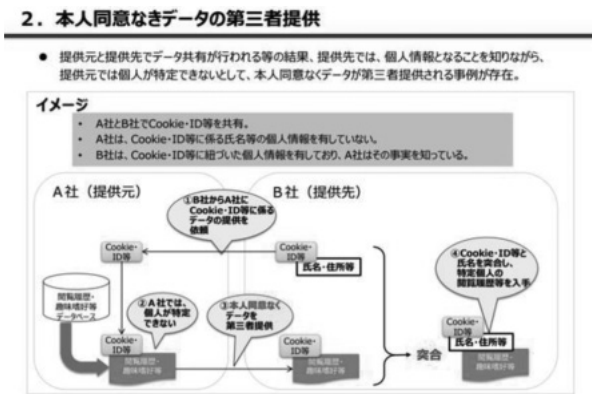 ２．本人同意なきデータの第三者提供
● 提供元と提供先でデータ共有が行われる等の結果、提供先では、個人情報となることを知りながら、
提供元では個人が特定できないとして、本人同意なくデータが第三者提供される事例が存在。
イメージ
・ A社とB社でCookie・ID等を共有。
・ A社は、Cookie・ID等に係る氏名等の個人情報を有していない。
・ B社は、Cookie・ID等に紐づいた個人情報を有しており、A社はその事実を知っている。
A社（提供元）
B社（提供先）
①B社からA社に
Cookie・ID等に係る
データの提供を
依頼
Cookie・
ID等
Cookie・
ID等
氏名・住所等
④Cookie・ID等と
氏名を突合し、
特定個人の
閲覧履歴等を入手
閲覧履歴・
趣味嗜好等
データベース
②A社では、
個人が特定
できない
③本人同意なく
データを
第三者提供
Cookie・
ID等
閲覧履歴・
趣味嗜好等
Cookie・
ID等
閲覧履歴・
趣味嗜好等
突合
Cookie・
ID等
氏名・住所等
閲覧履歴・
趣味嗜好等